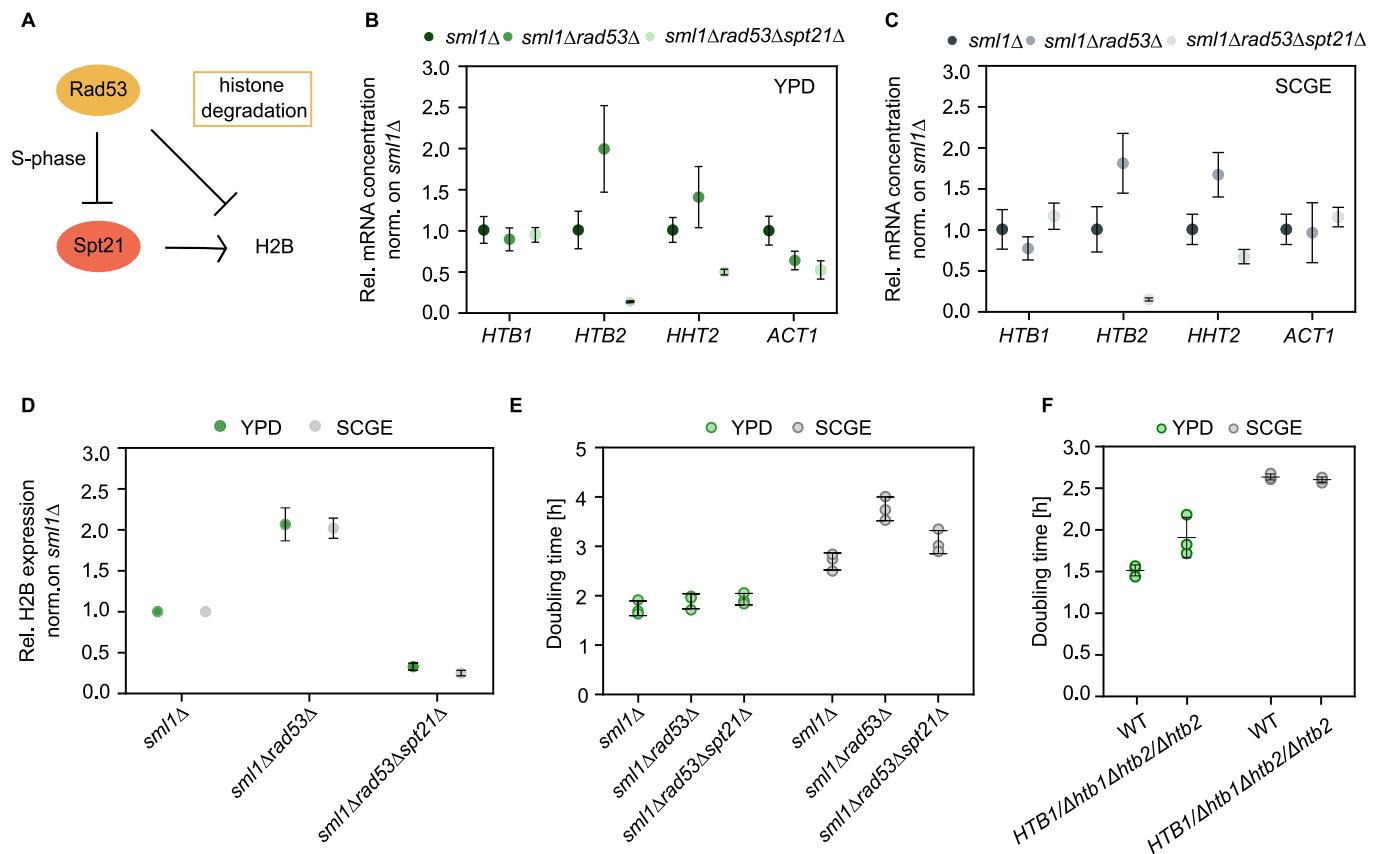 A
Rad53
histone
degradation
S-phase
Spt21
H2B
B
sml1Δ sml1Δrad53Δ sml1Δrad53Δspt21Δ
YPD
Rel. mRNA concentration
norm. on sml1Δ
3.0
2.5
2.0
1.5
1.0
0.5
0.0
HTB1 HTB2 HHT2 ACT1
C
sml1Δ sml1Δrad53Δ sml1Δrad53Δspt21Δ
SCGE
Rel. mRNA concentration
norm. on sml1Δ
3.0
2.5
2.0
1.5
1.0
0.5
0.0
HTB1 HTB2 HHT2 ACT1
D
YPD SCGE
Rel. H2B expression
norm.on sml1Δ
3.0
2.5
2.0
1.5
1.0
0.5
0.0
sml1Δ
sml1Δrad53Δ
sml1Δrad53Δspt21Δ
E
YPD SCGE
Doubling time [h]
5
4
3
2
1
0
sml1Δ
sml1Δrad53Δ
sml1Δrad53Δspt21Δ
sml1Δ
sml1Δrad53Δ
sml1Δrad53Δspt21Δ
F
YPD SCGE
Doubling time [h]
3.0
2.5
2.0
1.5
1.0
0.5
0.0
WT
HTB1/Δhtb1Δhtb2/Δhtb2
WT
HTB1/Δhtb1Δhtb2/Δhtb2